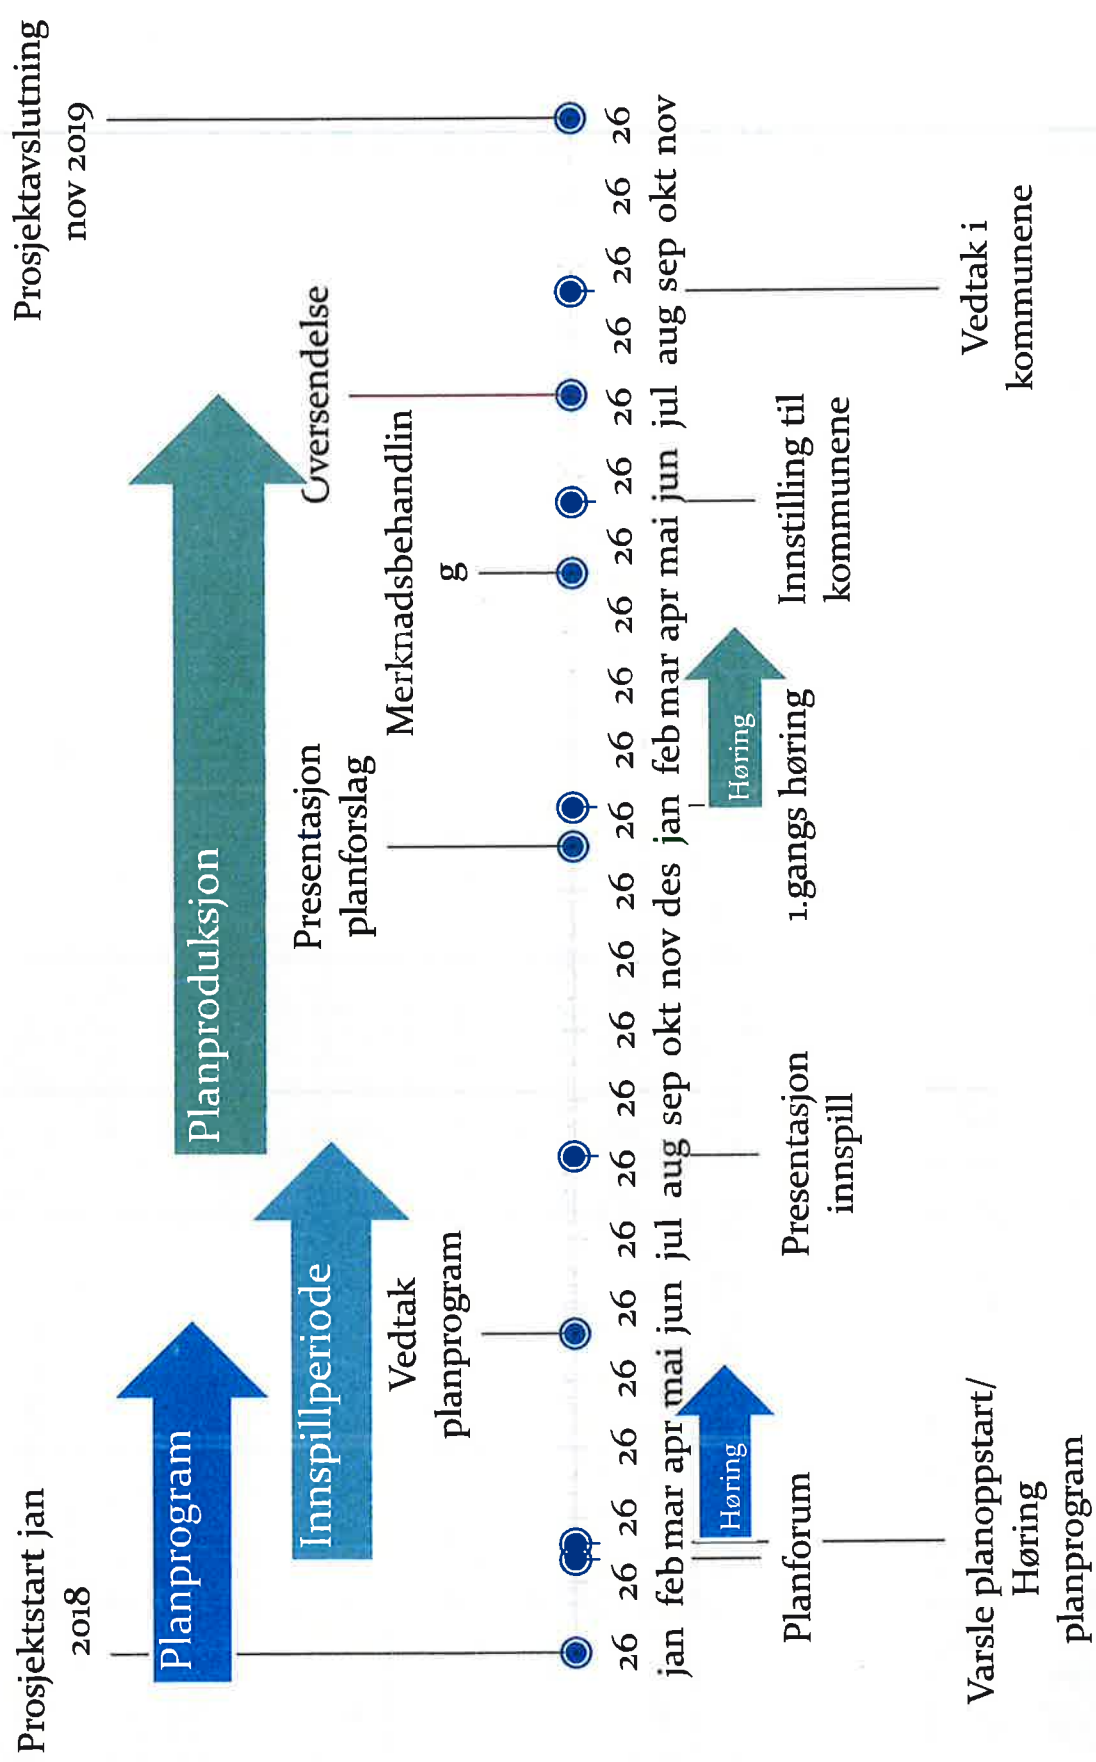 Prosjektstart jan
2018
Prosjektavslutning
nov 2019
Planprogram
Planproduksjon
Innspillperiode
Vedtak
planprogram
Presentasjon
planforslag
Merknadsbehandlin
g
Oversendelse
26 26 26 26 26 26 26 26 26 26 26 26 26 26 26 26 26 26 26 26 26 26 26
jan feb mar apr mai jun jul aug sep okt nov des jan feb mar apr mai jun jul aug sep okt nov
Høring
Høring
Planforum
Presentasjon
innspill
1.gangs høring
Innstilling til
kommunene
Vedtak i
kommunene
Varsle planoppstart/
Høring
planprogram